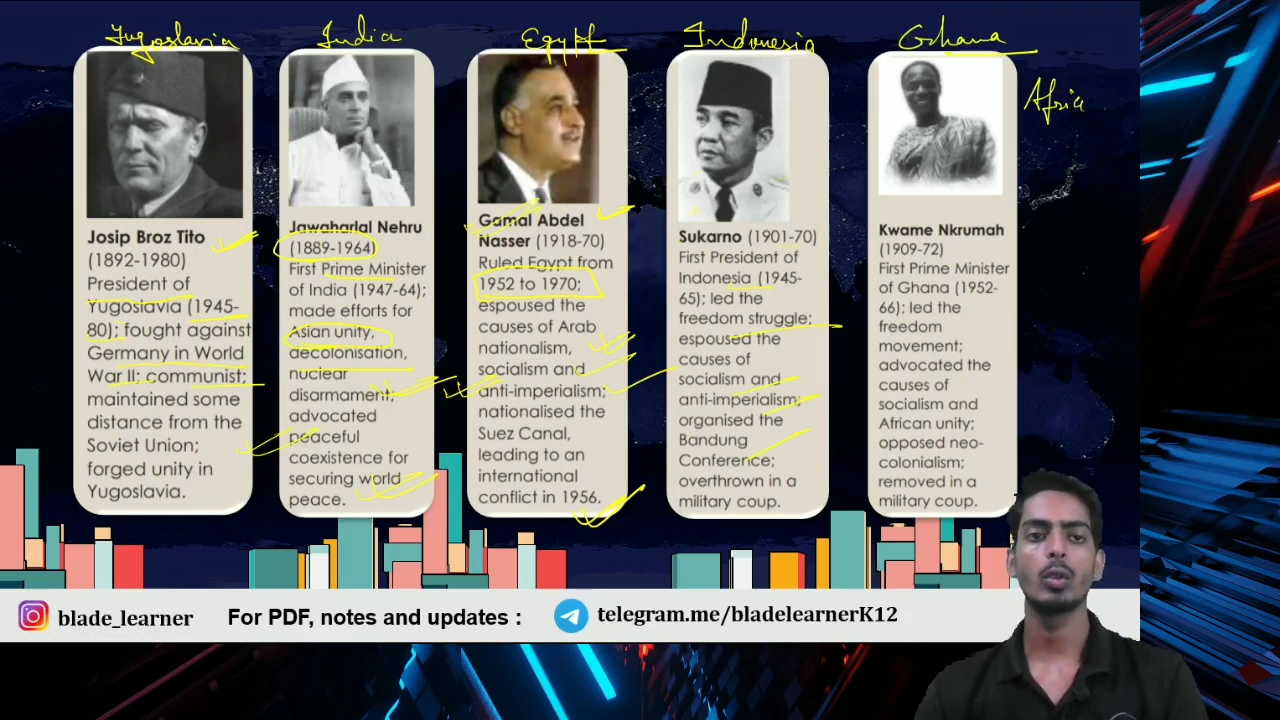 Yugoslavia
India
Egypt
Indonesia
Ghana
Africa
Josip Broz Tito
(1892-1980)
President of
Yugoslavia (1945-
80); fought against
Germany in World
War II; communist;
maintained some
distance from the
Soviet Union;
forged unity in
Yugoslavia.
Jawaharlal Nehru
(1889-1964)
First Prime Minister
of India (1947-64);
made efforts for
Asian unity,
decolonisation,
nuclear
disarmament;
advocated
peaceful
coexistence for
securing world
peace.
Gamal Abdel
Nasser (1918-70)
Ruled Egypt from
1952 to 1970;
espoused the
causes of Arab
nationalism,
socialism and
anti-imperialism;
nationalised the
Suez Canal,
leading to an
international
conflict in 1956.
Sukarno (1901-70)
First President of
Indonesia (1945-
65); led the
freedom struggle;
espoused the
causes of
socialism and
anti-imperialism;
organised the
Bandung
Conference;
overthrown in a
military coup.
Kwame Nkrumah
(1909-72)
First Prime Minister
of Ghana (1952-
66); led the
freedom
movement;
advocated the
causes of
socialism and
African unity;
opposed neo-
colonialism;
removed in a
military coup.
blade_learner
For PDF, notes and updates :
telegram.me/bladelearnerK12